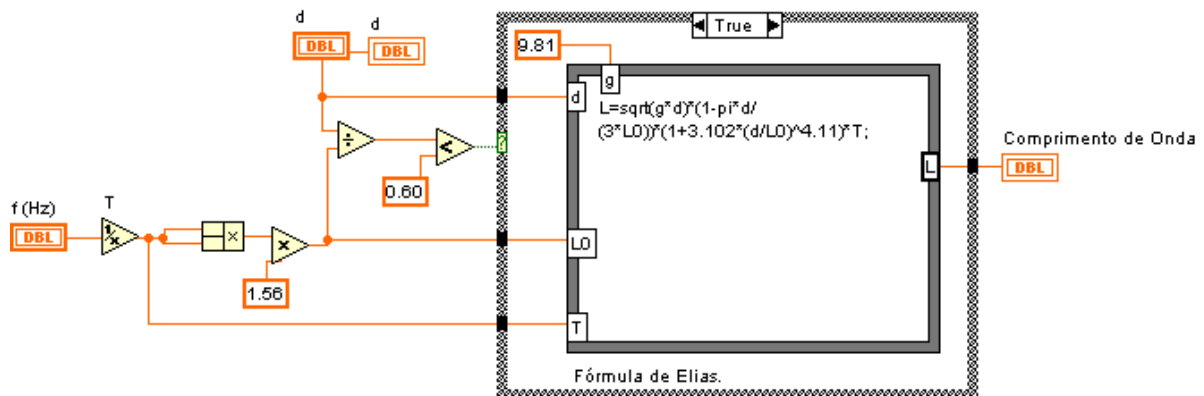 d
DBL
d
DBL
True
9.81
g
d
L=sqrt(g*d)*(1-pi*d/
(3*L0))*(1+3.102*(d/L0)^4.11)*T;
÷
<
?
0.60
Comprimento de Onda
L
DBL
f (Hz)
DBL
T
1/x
x
x
1.56
L0
T
Fórmula de Elias.